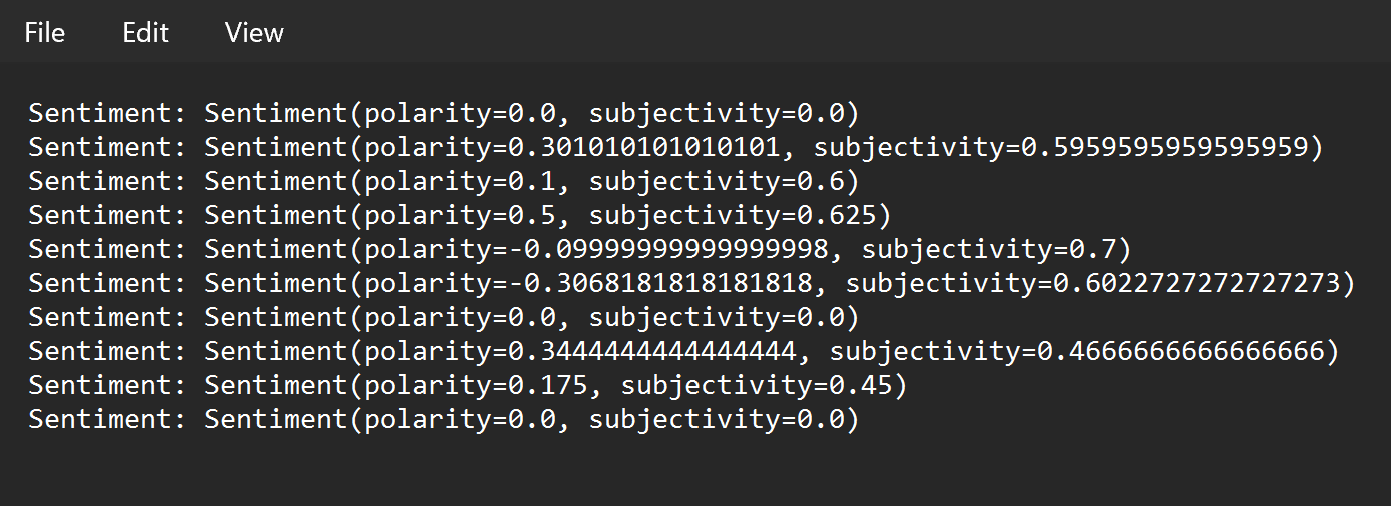 File Edit View
Sentiment: Sentiment(polarity=0.0, subjectivity=0.0)
Sentiment: Sentiment(polarity=0.301010101010101, subjectivity=0.5959595959595959)
Sentiment: Sentiment(polarity=0.1, subjectivity=0.6)
Sentiment: Sentiment(polarity=0.5, subjectivity=0.625)
Sentiment: Sentiment(polarity=-0.09999999999999998, subjectivity=0.7)
Sentiment: Sentiment(polarity=-0.3068181818181818, subjectivity=0.6022727272727273)
Sentiment: Sentiment(polarity=0.0, subjectivity=0.0)
Sentiment: Sentiment(polarity=0.3444444444444444, subjectivity=0.4666666666666666)
Sentiment: Sentiment(polarity=0.175, subjectivity=0.45)
Sentiment: Sentiment(polarity=0.0, subjectivity=0.0)